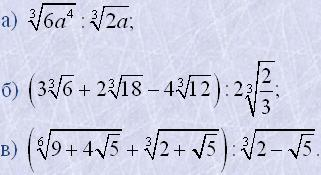 а) ∛(6a⁴) : ∛(2a);
б) (3∛6 + 2∛18 − 4∛12) : 2∛(2/3);
в) (⁶√(9 + 4√5) + ∛(2 + √5)) : ∛(2 − √5).